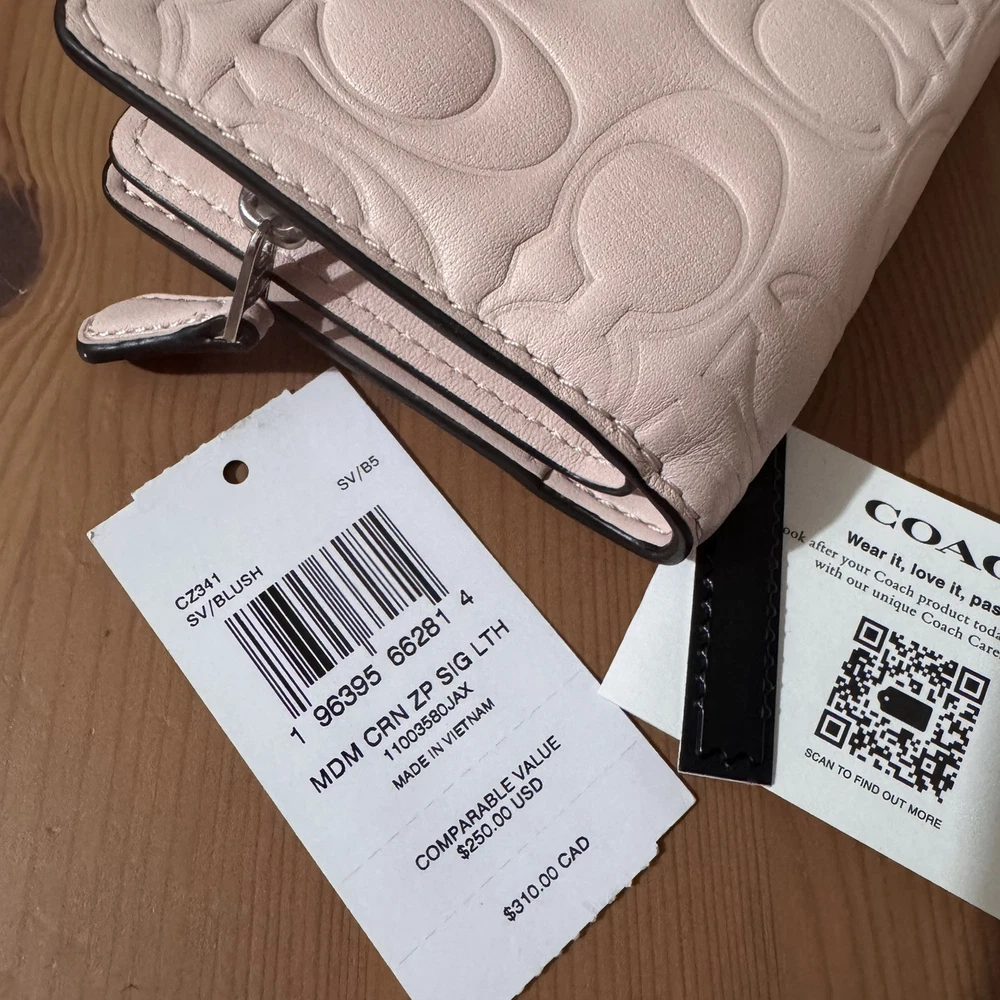 SV/B5
CZ341
SV/BLUSH
1 96395 66281 4
MDM CRN ZP SIG LTH
11003580JAX
MADE IN VIETNAM
COMPARABLE VALUE
$250.00 USD
$310.00 CAD
COAC
Wear it, love it, pas
ook after your Coach product toda
with our unique Coach Care
SCAN TO FIND OUT MORE